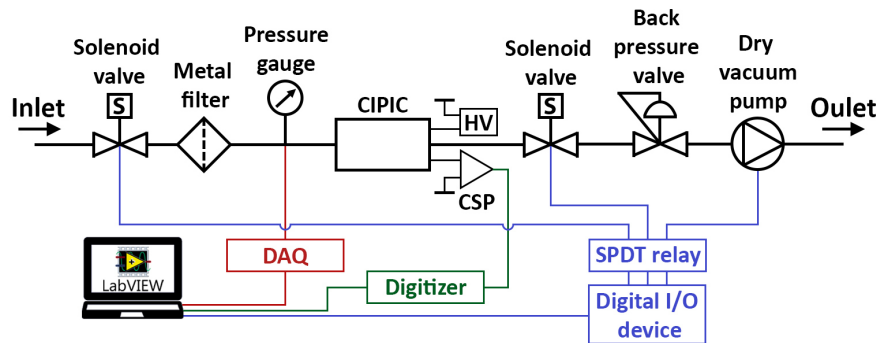 Inlet
Solenoid
valve
S
Metal
filter
Pressure
gauge
CIPIC
HV
CSP
Solenoid
valve
S
Back
pressure
valve
Dry
vacuum
pump
Oulet
DAQ
SPDT relay
LabVIEW
Digitizer
Digital I/O
device